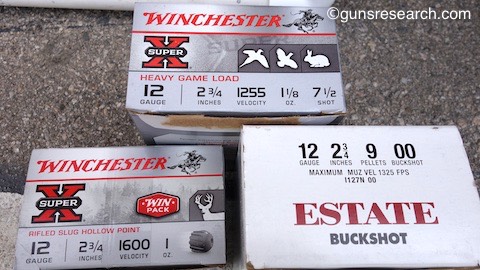 ©gunsresearch.com
WINCHESTER
SUPER X
HEAVY GAME LOAD
12 2 3/4 1255 1 1/8 7 1/2
GAUGE INCHES VELOCITY OZ. SHOT
WINCHESTER
SUPER X
WIN PACK
RIFLED SLUG HOLLOW POINT
12 2 3/4 1600 1
GAUGE INCHES VELOCITY OZ.
12 2 3/4 9 00
GAUGE INCHES PELLETS BUCKSHOT
MAXIMUM MUZ VEL 1325 FPS
I127N 00
ESTATE
BUCKSHOT